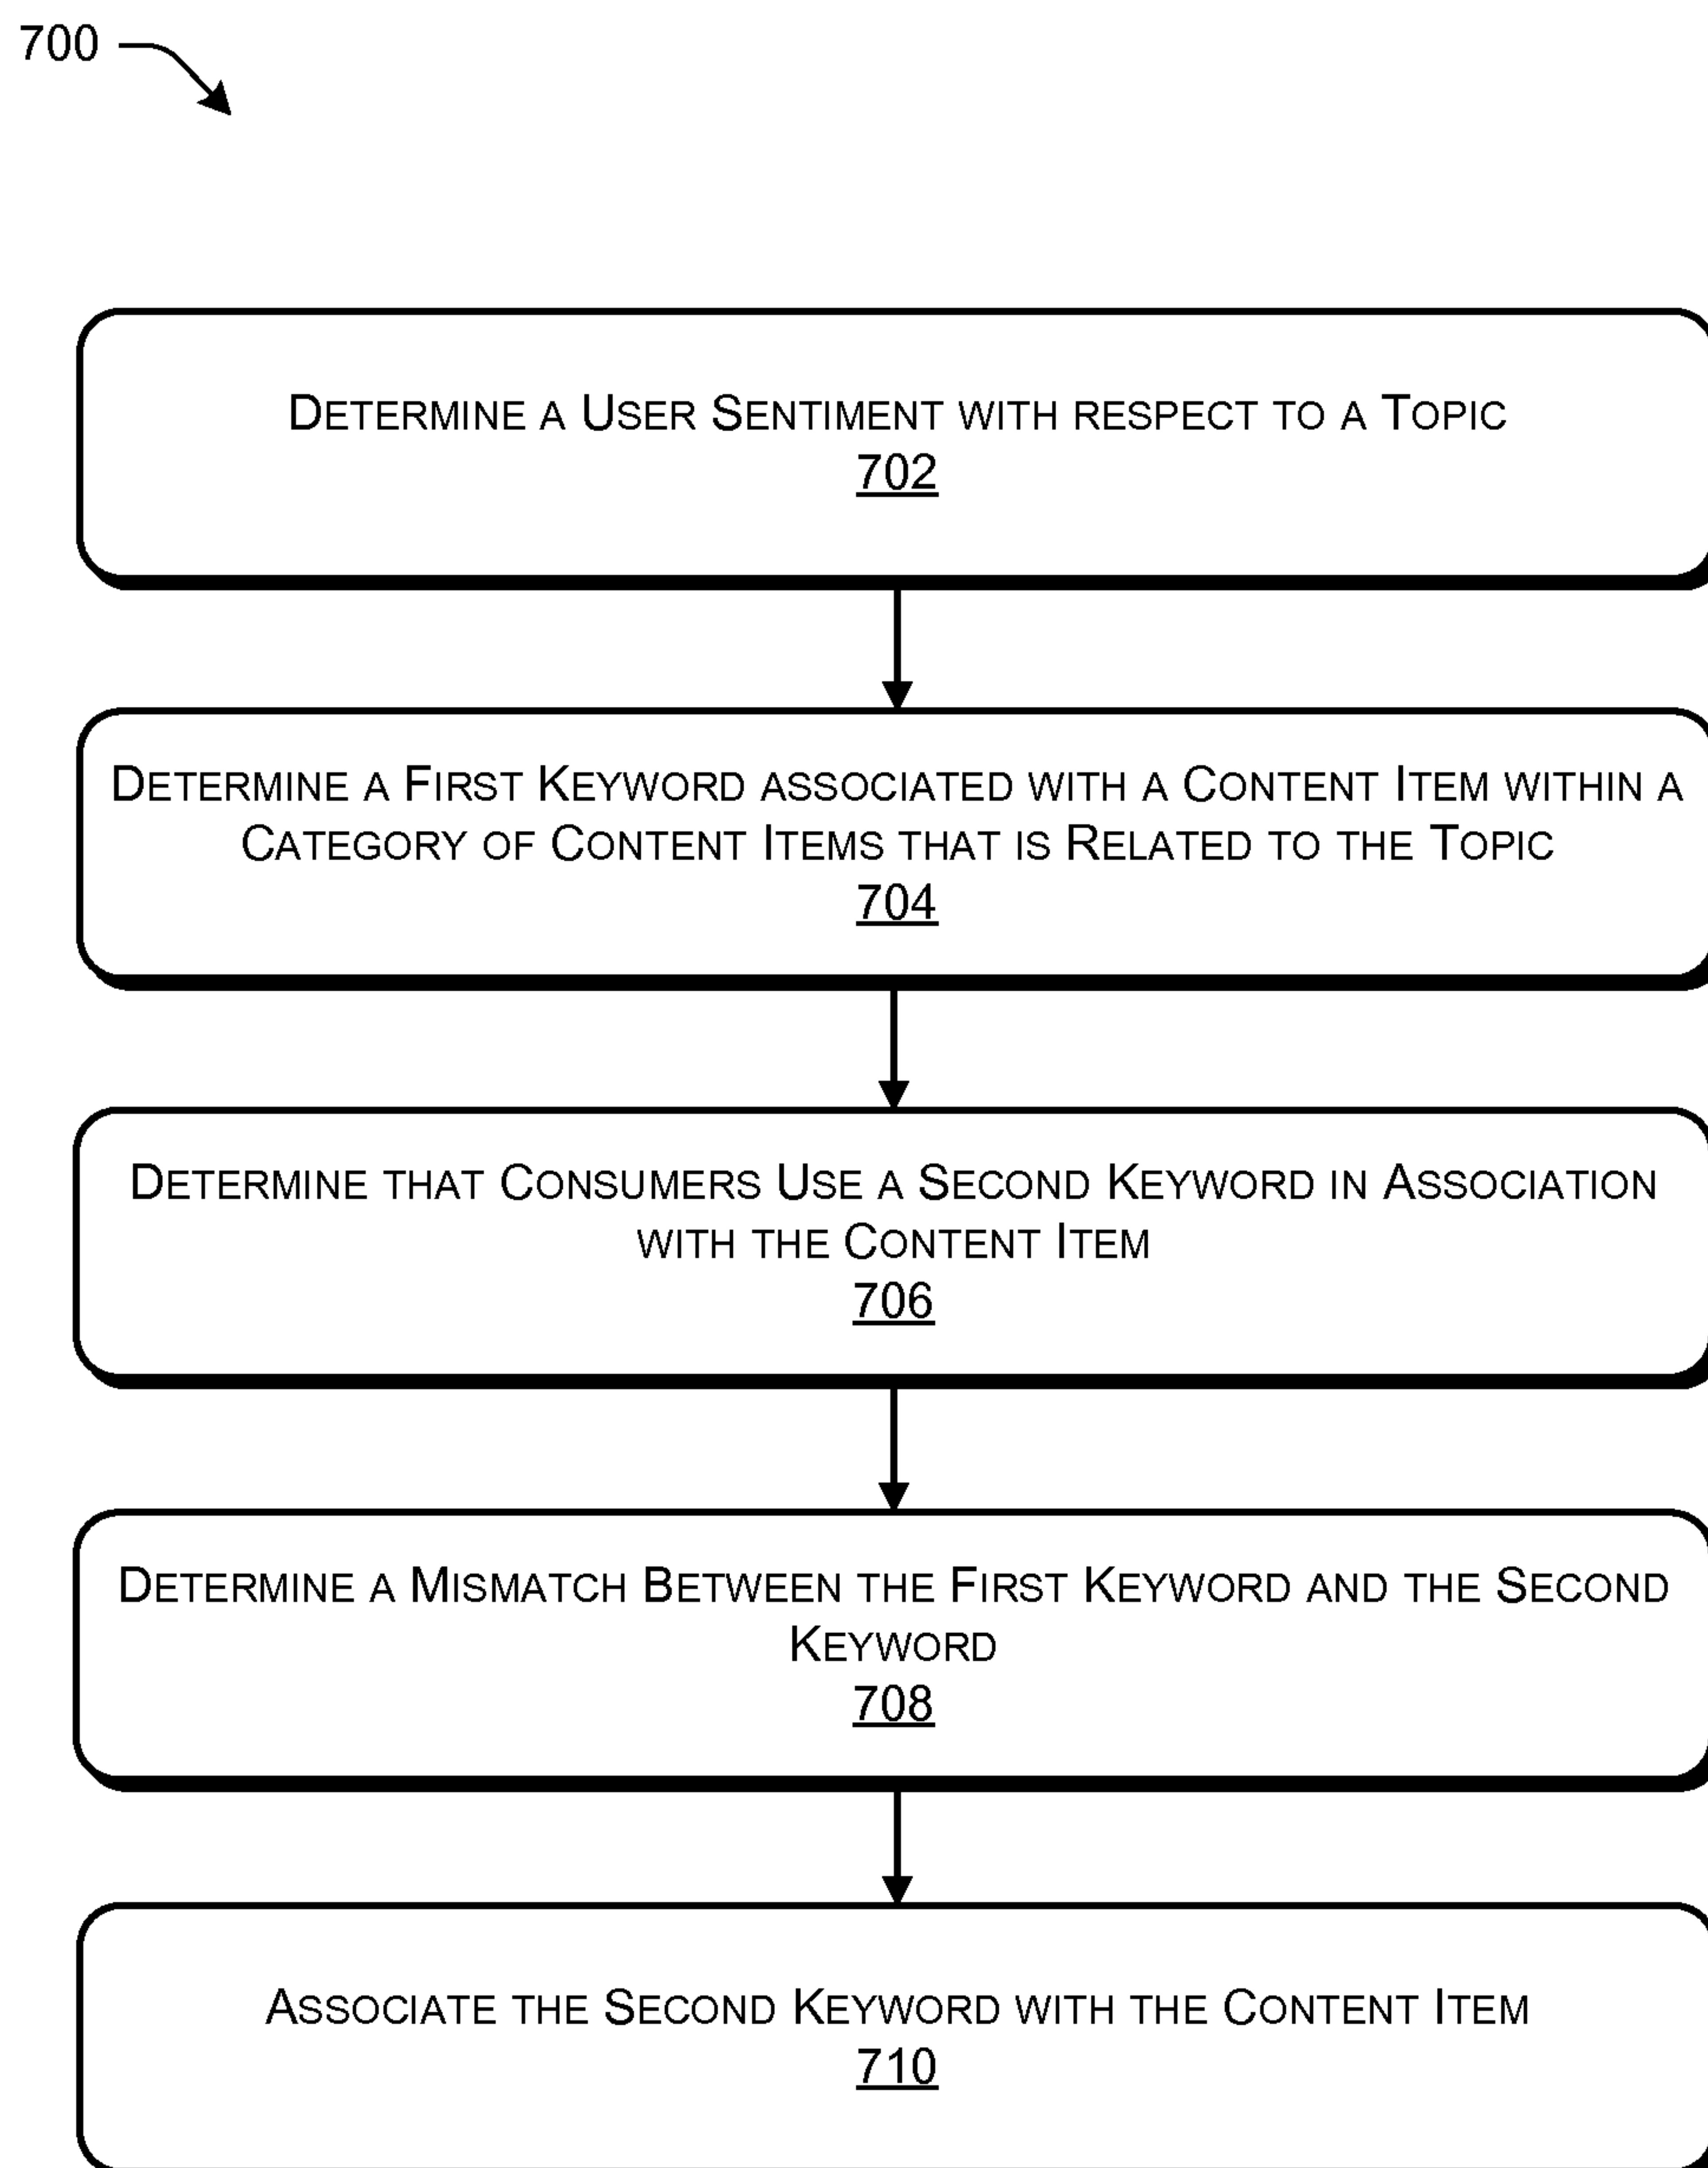 700
Determine a User Sentiment with respect to a Topic
702
Determine a First Keyword associated with a Content Item within a
Category of Content Items that is Related to the Topic
704
Determine that Consumers Use a Second Keyword in Association
with the Content Item
706
Determine a Mismatch Between the First Keyword and the Second
Keyword
708
Associate the Second Keyword with the Content Item
710